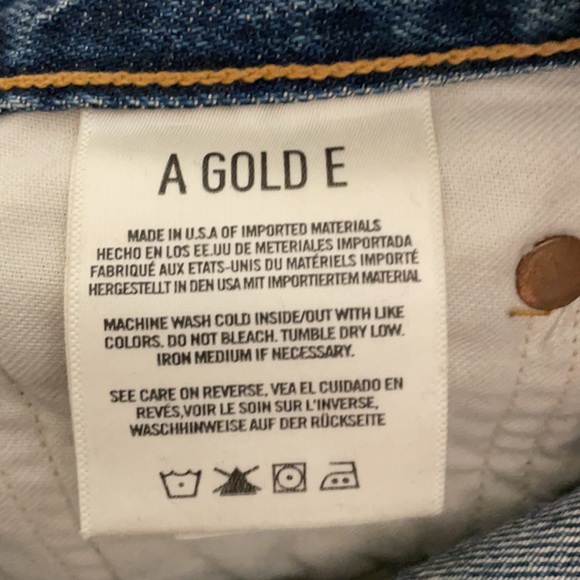 A GOLD E
MADE IN U.S.A OF IMPORTED MATERIALS
HECHO EN LOS EE.UU DE METERIALES IMPORTADA
FABRIQUÉ AUX ETATS-UNIS DU MATÉRIELS IMPORTÉ
HERGESTELLT IN DEN USA MIT IMPORTIERTEM MATERIAL
MACHINE WASH COLD INSIDE/OUT WITH LIKE
COLORS. DO NOT BLEACH. TUMBLE DRY LOW.
IRON MEDIUM IF NECESSARY.
SEE CARE ON REVERSE, VEA EL CUIDADO EN
REVÉS,VOIR LE SOIN SUR L'INVERSE,
WASCHHINWEISE AUF DER RÜCKSEITE